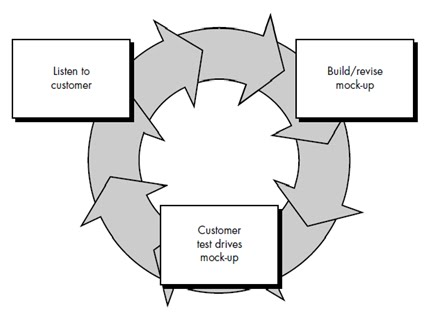 Listen to
customer
Build/revise
mock-up
Customer
test drives
mock-up